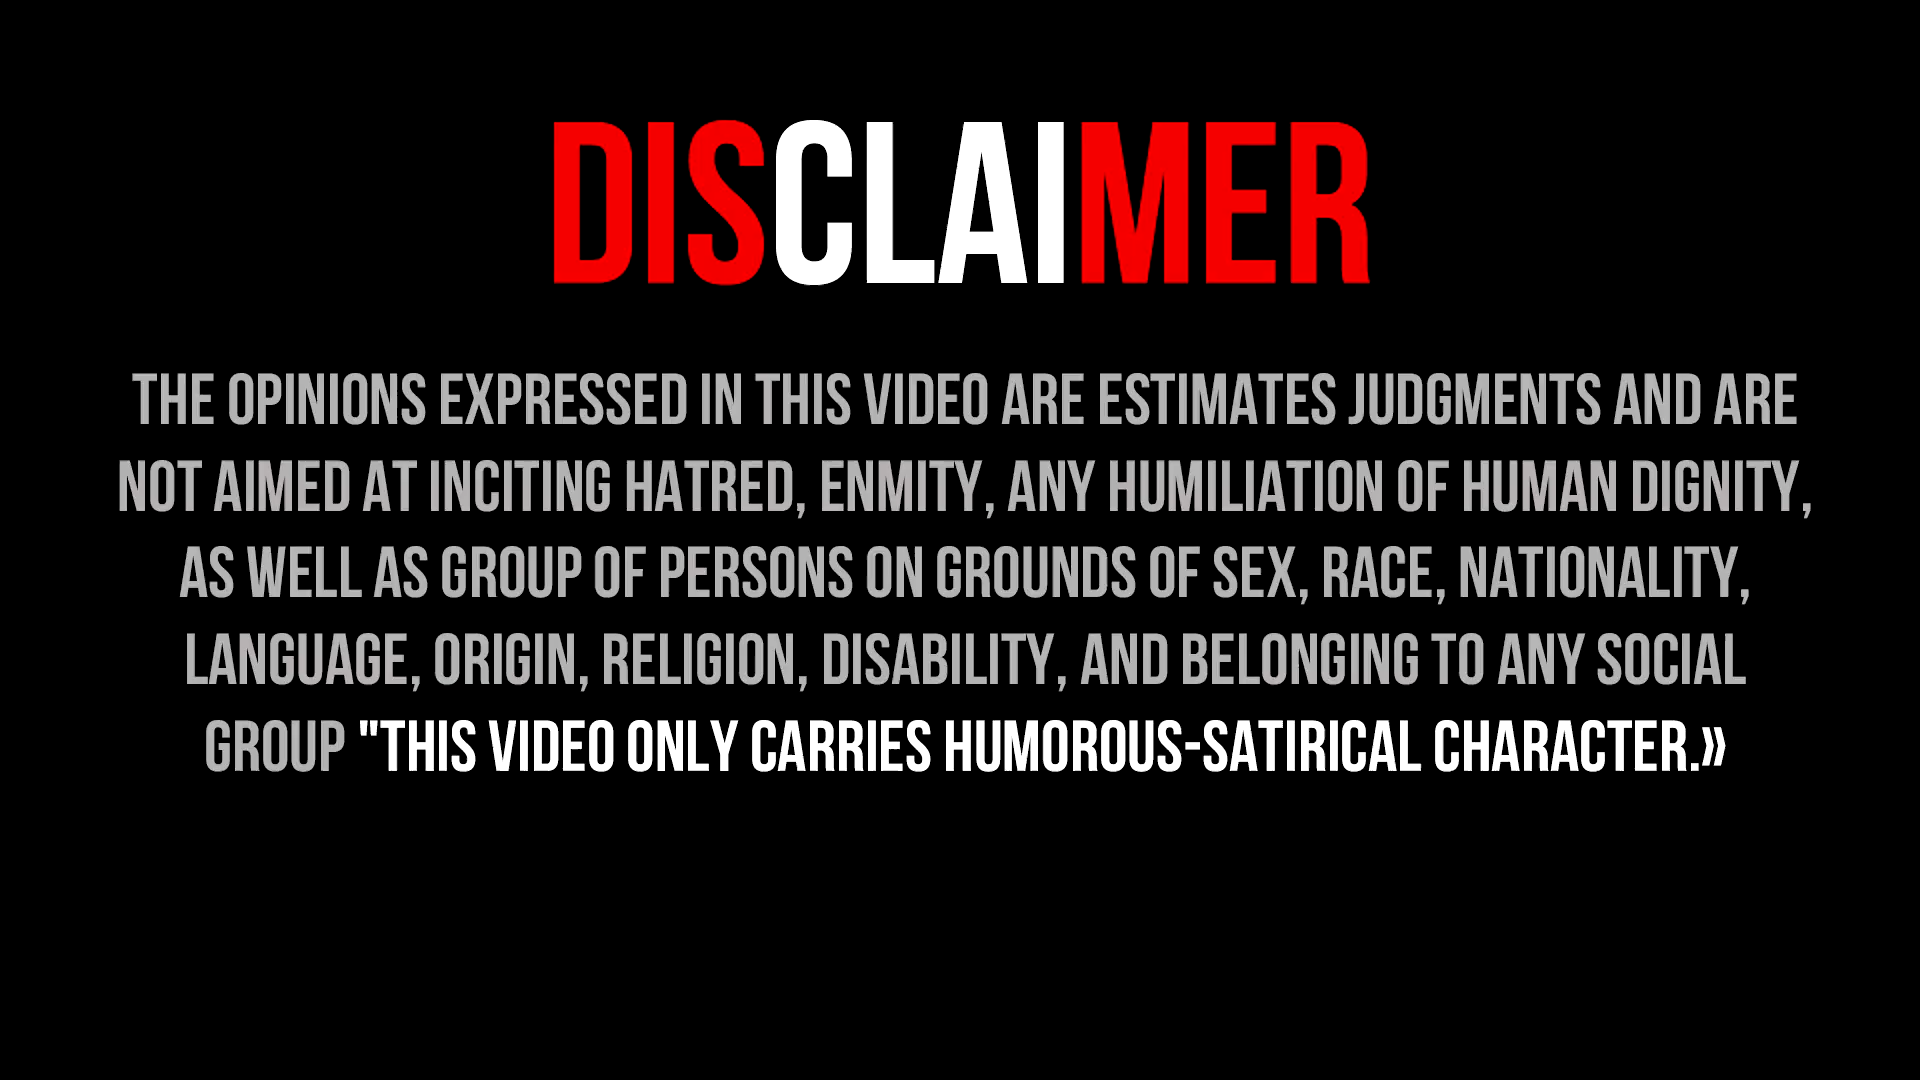 DISCLAIMER
THE OPINIONS EXPRESSED IN THIS VIDEO ARE ESTIMATES JUDGMENTS AND ARE
NOT AIMED AT INCITING HATRED, ENMITY, ANY HUMILIATION OF HUMAN DIGNITY,
AS WELL AS GROUP OF PERSONS ON GROUNDS OF SEX, RACE, NATIONALITY,
LANGUAGE, ORIGIN, RELIGION, DISABILITY, AND BELONGING TO ANY SOCIAL
GROUP "THIS VIDEO ONLY CARRIES HUMOROUS-SATIRICAL CHARACTER.»